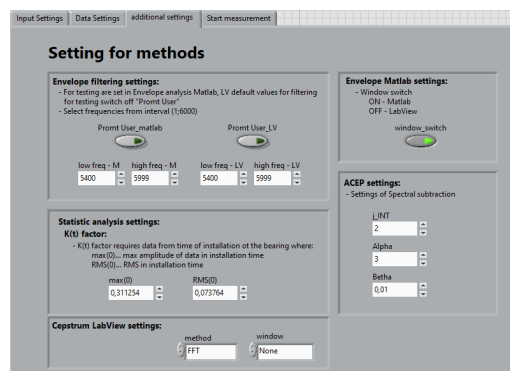 Input Settings Data Settings additional settings Start measurement
Setting for methods
Envelope filtering settings:
- For testing are set in Envelope analysis Matlab, LV default values for filtering
for testing switch off "Promt User"
- Select frequencies from interval (1;6000)
Promt User_matlab Promt User_LV
low freq - M high freq - M low freq - LV high freq - LV
5400 5999 5400 5999
Envelope Matlab settings:
- Window switch
ON - Matlab
OFF - LabView
window_switch
Statistic analysis settings:
K(t) factor:
- K(t) factor requires data from time of installation ot the bearing where:
max(0)... max amplitude of data in installation time
RMS(0)... RMS in installation time
max(0) RMS(0)
0,311254 0,073764
ACEP settings:
- Settings of Spectral subtraction
j_INT
2
Alpha
3
Betha
0,01
Cepstrum LabView settings:
method window
FFT None